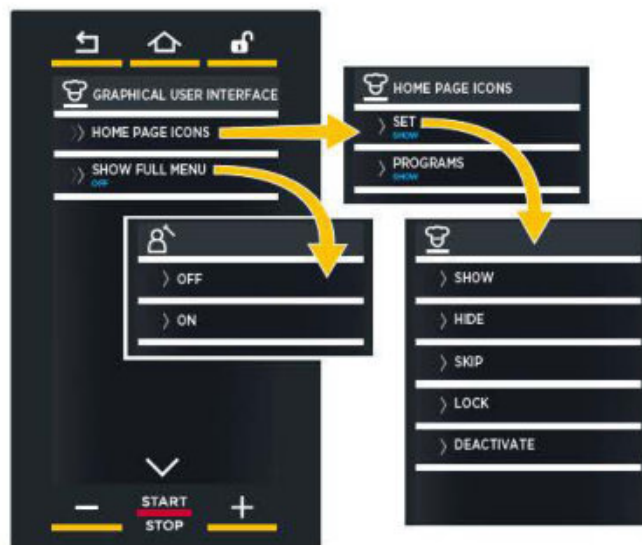 GRAPHICAL USER INTERFACE
HOME PAGE ICONS
SHOW FULL MENU
OFF
HOME PAGE ICONS
SET
SHOW
PROGRAMS
SHOW
OFF
ON
SHOW
HIDE
SKIP
LOCK
DEACTIVATE
START
STOP